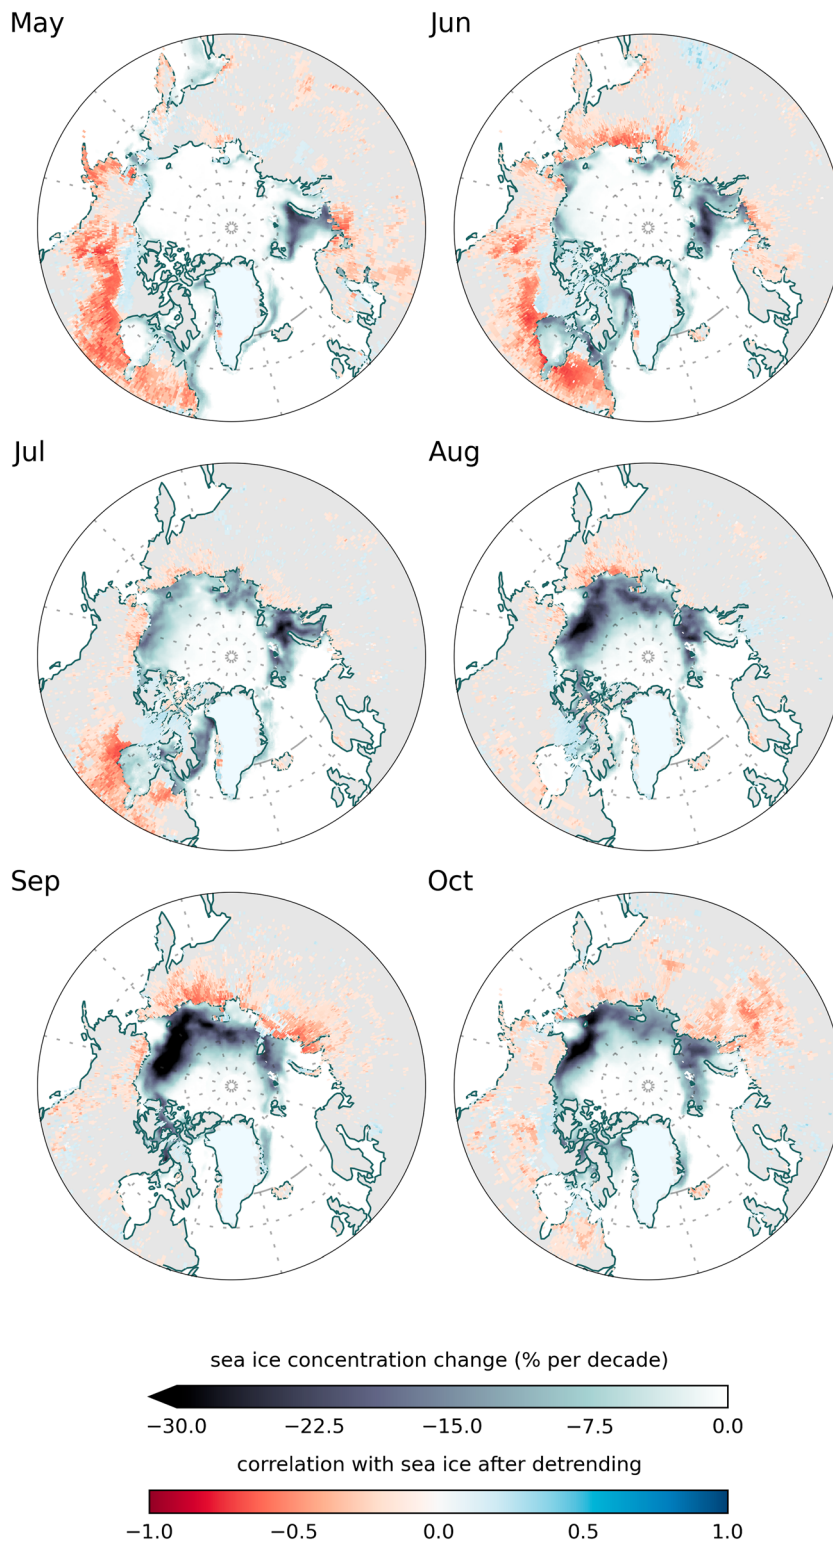 May
Jun
Jul
Aug
Sep
Oct
sea ice concentration change (% per decade)
−30.0 −22.5 −15.0 −7.5 0.0
correlation with sea ice after detrending
−1.0 −0.5 0.0 0.5 1.0